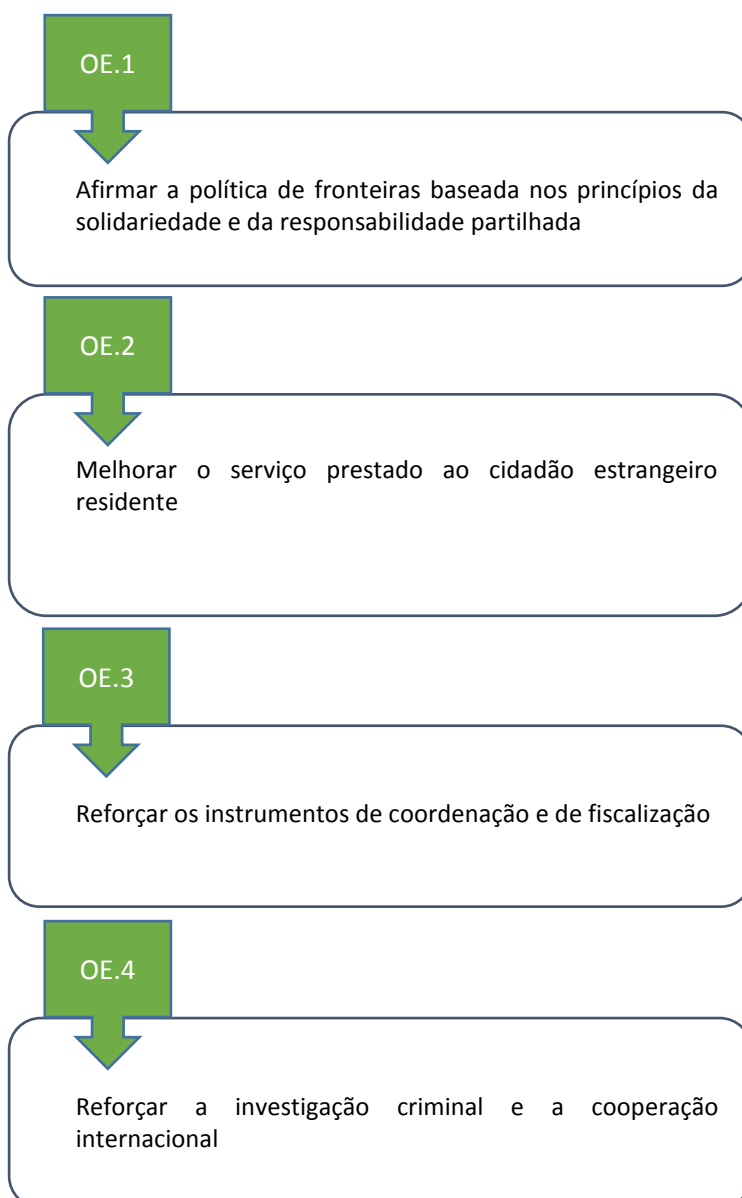 OE.1
Afirmar a política de fronteiras baseada nos princípios da
solidariedade e da responsabilidade partilhada
OE.2
Melhorar o serviço prestado ao cidadão estrangeiro
residente
OE.3
Reforçar os instrumentos de coordenação e de fiscalização
OE.4
Reforçar a investigação criminal e a cooperação
internacional